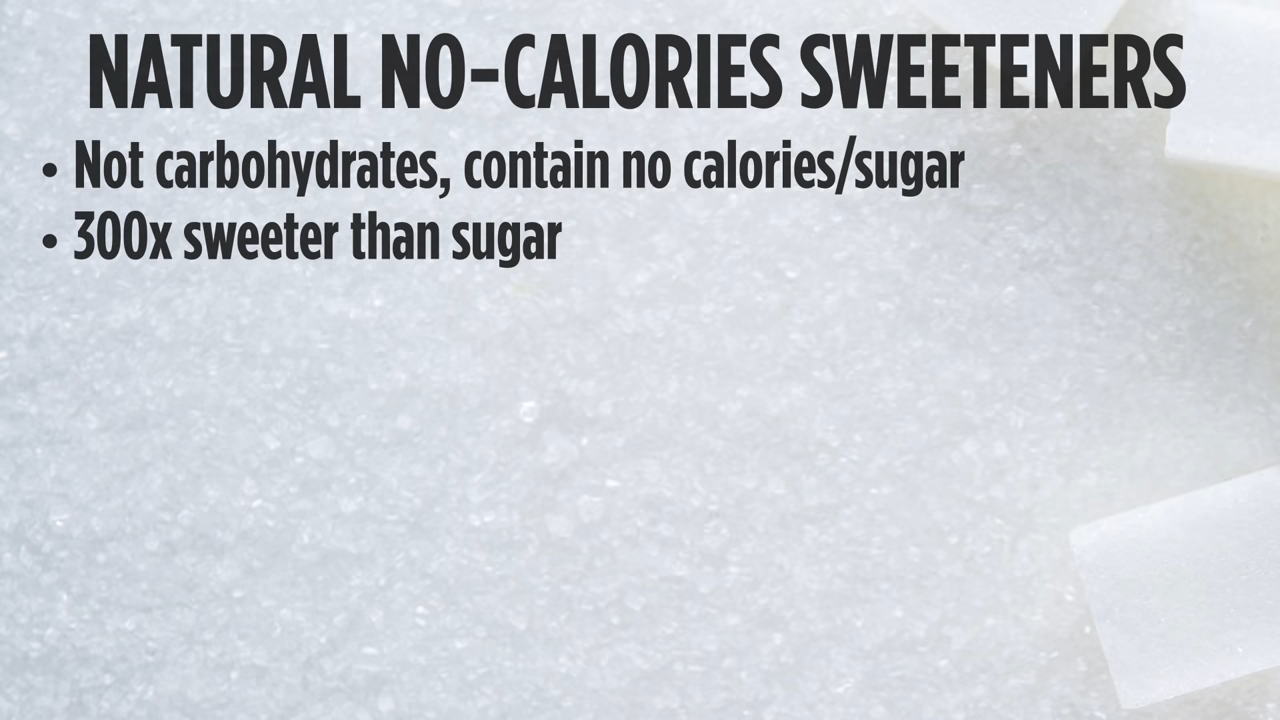 NATURAL NO-CALORIES SWEETENERS
• Not carbohydrates, contain no calories/sugar
• 300x sweeter than sugar